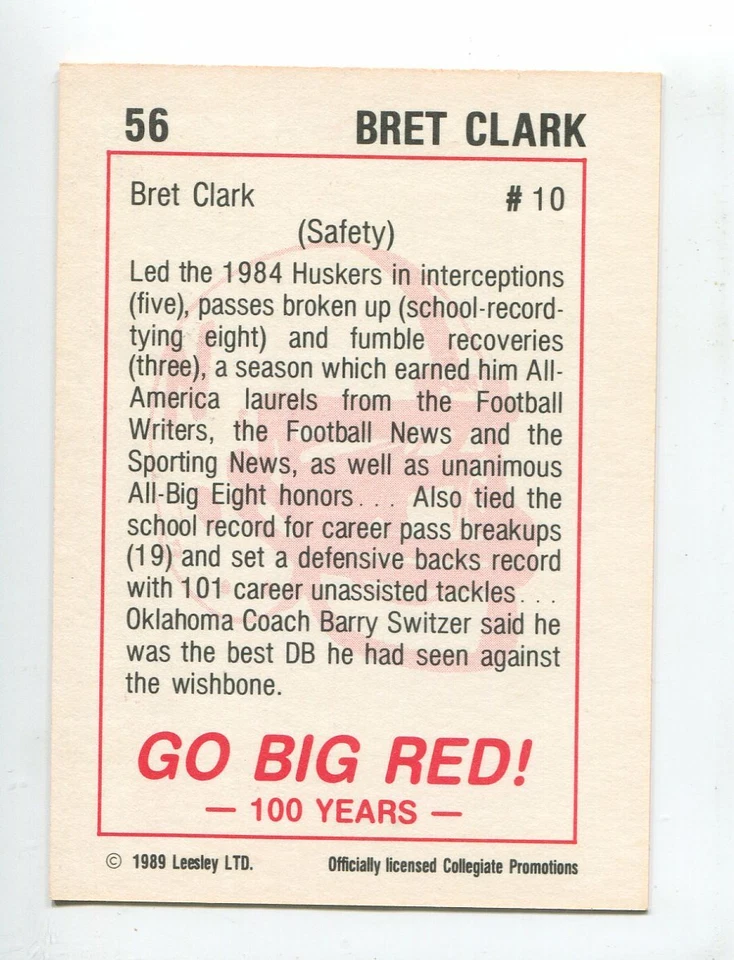 56 BRET CLARK
Bret Clark # 10
(Safety)
Led the 1984 Huskers in interceptions
(five), passes broken up (school-record-
tying eight) and fumble recoveries
(three), a season which earned him All-
America laurels from the Football
Writers, the Football News and the
Sporting News, as well as unanimous
All-Big Eight honors. . . Also tied the
school record for career pass breakups
(19) and set a defensive backs record
with 101 career unassisted tackles. . .
Oklahoma Coach Barry Switzer said he
was the best DB he had seen against
the wishbone.
GO BIG RED!
— 100 YEARS —
© 1989 Leesley LTD. Officially licensed Collegiate Promotions